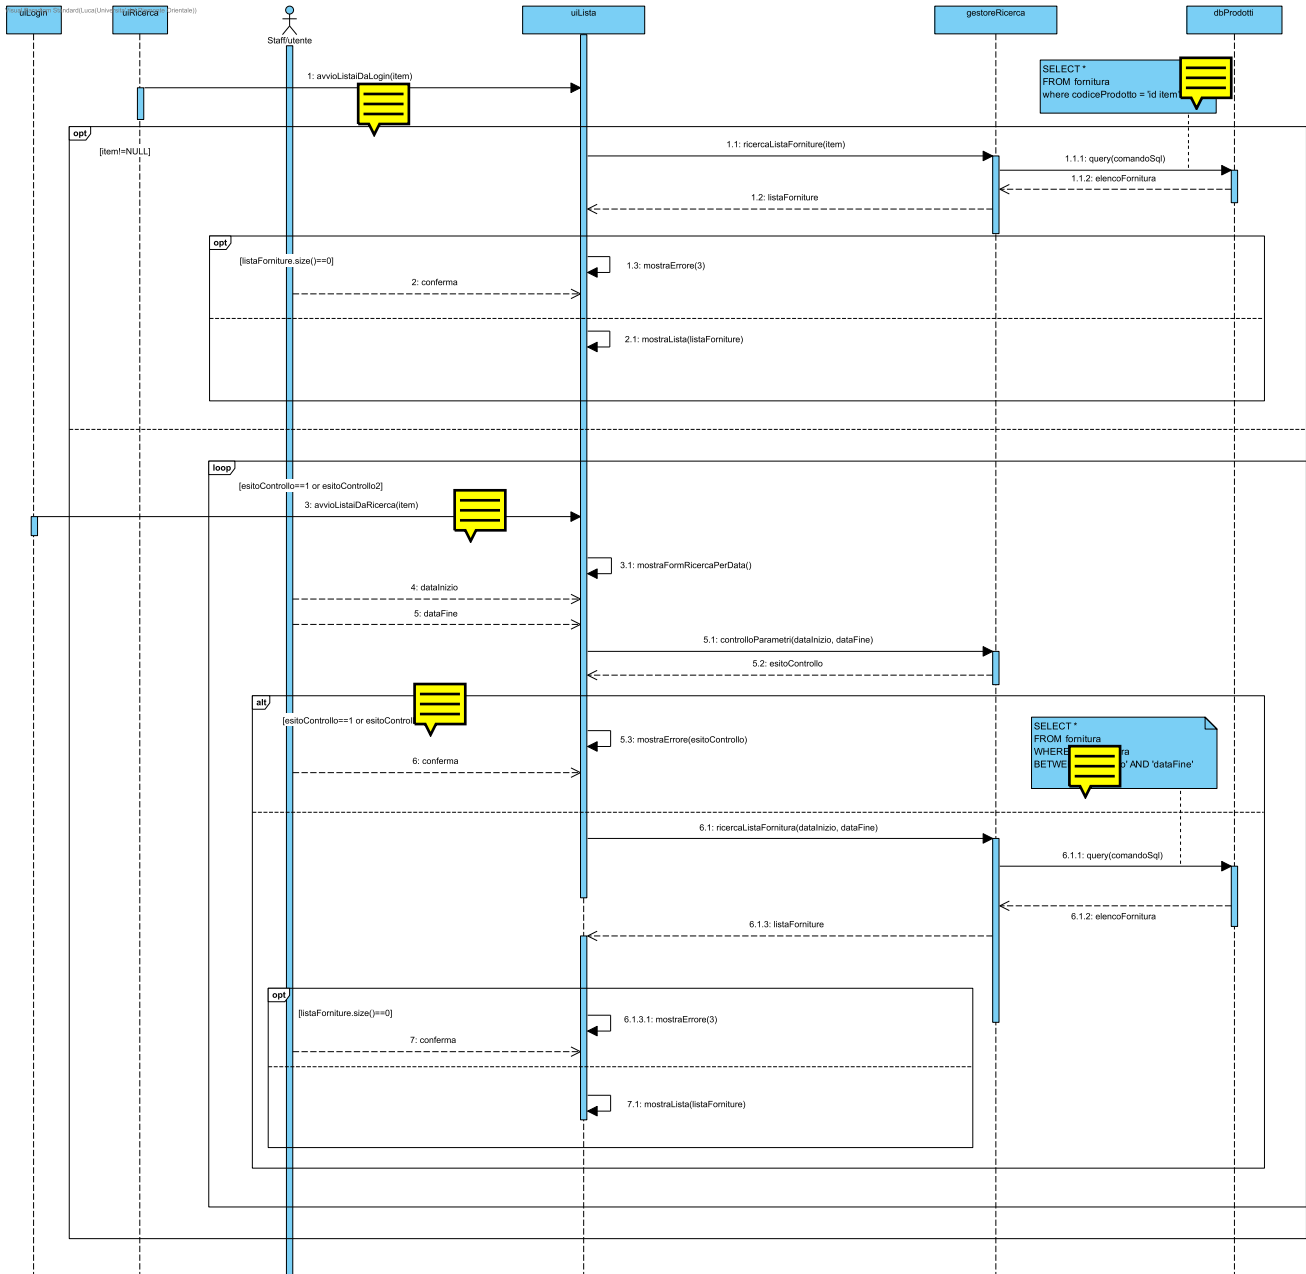 uiLogin
uiRicerca
Staff/utente
uiLista
gestoreRicerca
dbProdotti
1: avvioListaiDaLogin(item)
SELECT *
FROM fornitura
where codiceProdotto = 'id item'
opt
[item!=NULL]
1.1: ricercaListaForniture(item)
1.1.1: query(comandoSql)
1.1.2: elencoFornitura
1.2: listaForniture
opt
[listaForniture.size()==0]
1.3: mostraErrore(3)
2: conferma
2.1: mostraLista(listaForniture)
loop
[esitoControllo==1 or esitoControllo2]
3: avvioListaiDaRicerca(item)
3.1: mostraFormRicercaPerData()
4: dataInizio
5: dataFine
5.1: controlloParametri(dataInizio, dataFine)
5.2: esitoControllo
alt
[esitoControllo==1 or
5.3: mostraErrore(esitoControllo)
6: conferma
SELECT *
FROM fornitura
WHERE
AND 'dataFine'
6.1: ricercaListaFornitura(dataInizio, dataFine)
6.1.1: query(comandoSql)
6.1.2: elencoFornitura
6.1.3: listaForniture
opt
[listaForniture.size()==0]
6.1.3.1: mostraErrore(3)
7: conferma
7.1: mostraLista(listaForniture)